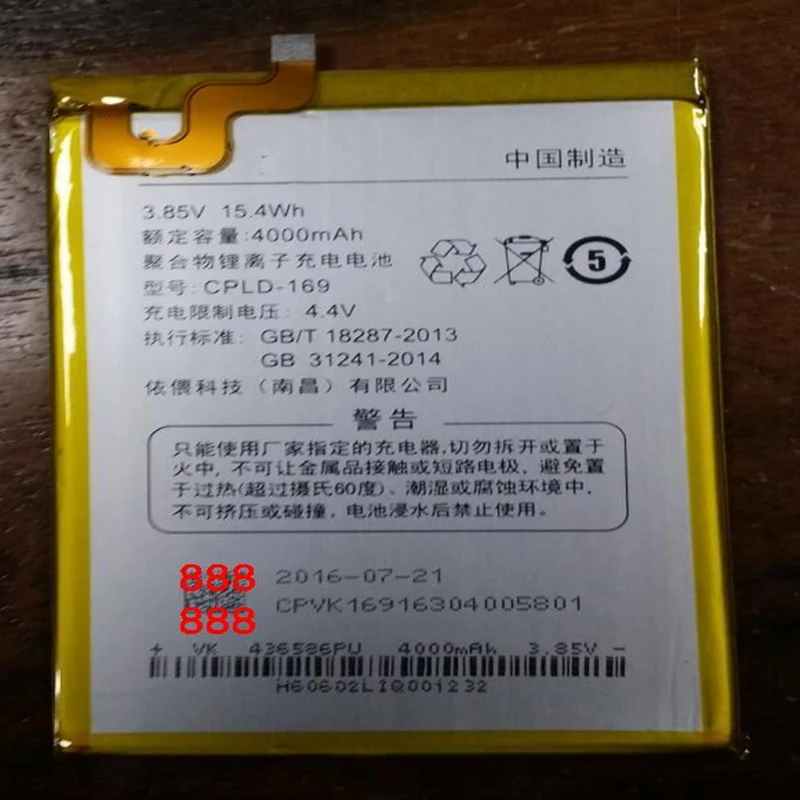 中国制造
3.85V 15.4Wh
额定容量:4000mAh
聚合物锂离子充电电池
型号: CPLD-169
5
充电限制电压: 4.4V
执行标准: GB/T 18287-2013
GB 31241-2014
依偎科技（南昌）有限公司
警告
只能使用厂家指定的充电器,切勿拆开或置于
火中, 不可让金属品接触或短路电极, 避免置
于过热(超过摄氏60度)、潮湿或腐蚀环境中,
不可挤压或碰撞, 电池浸水后禁止使用。
888
2016-07-21
CPVK16916304005801
888
+ VK 436586PU 4000mAh 3.85V -
H60602L1Q001232